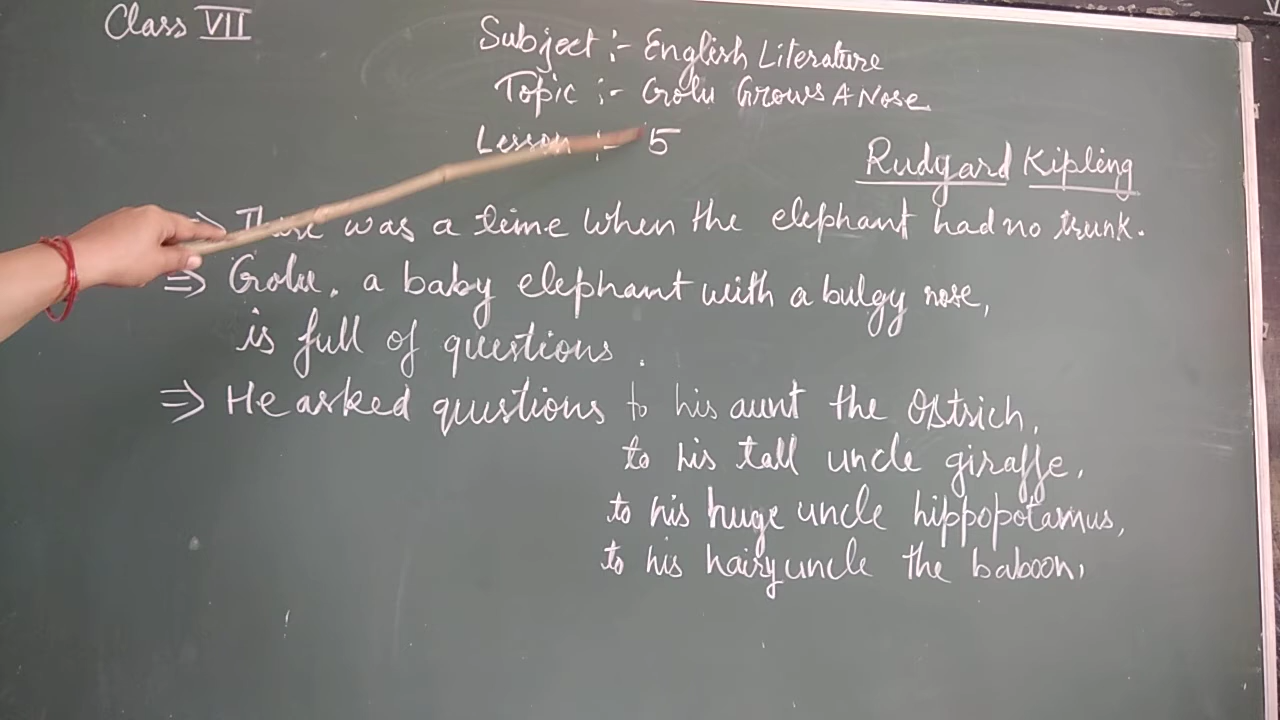 Class VII
Subject :- English Literature
Topic :- Golu Grows A Nose
Lesson :- 5
Rudyard Kipling
⇒ There was a time when the elephant had no trunk.
⇒ Golu, a baby elephant with a bulgy nose,
is full of questions.
⇒ He asked questions to his aunt the Ostrich,
to his tall uncle giraffe,
to his huge uncle hippopotamus,
to his hairy uncle the baboon,